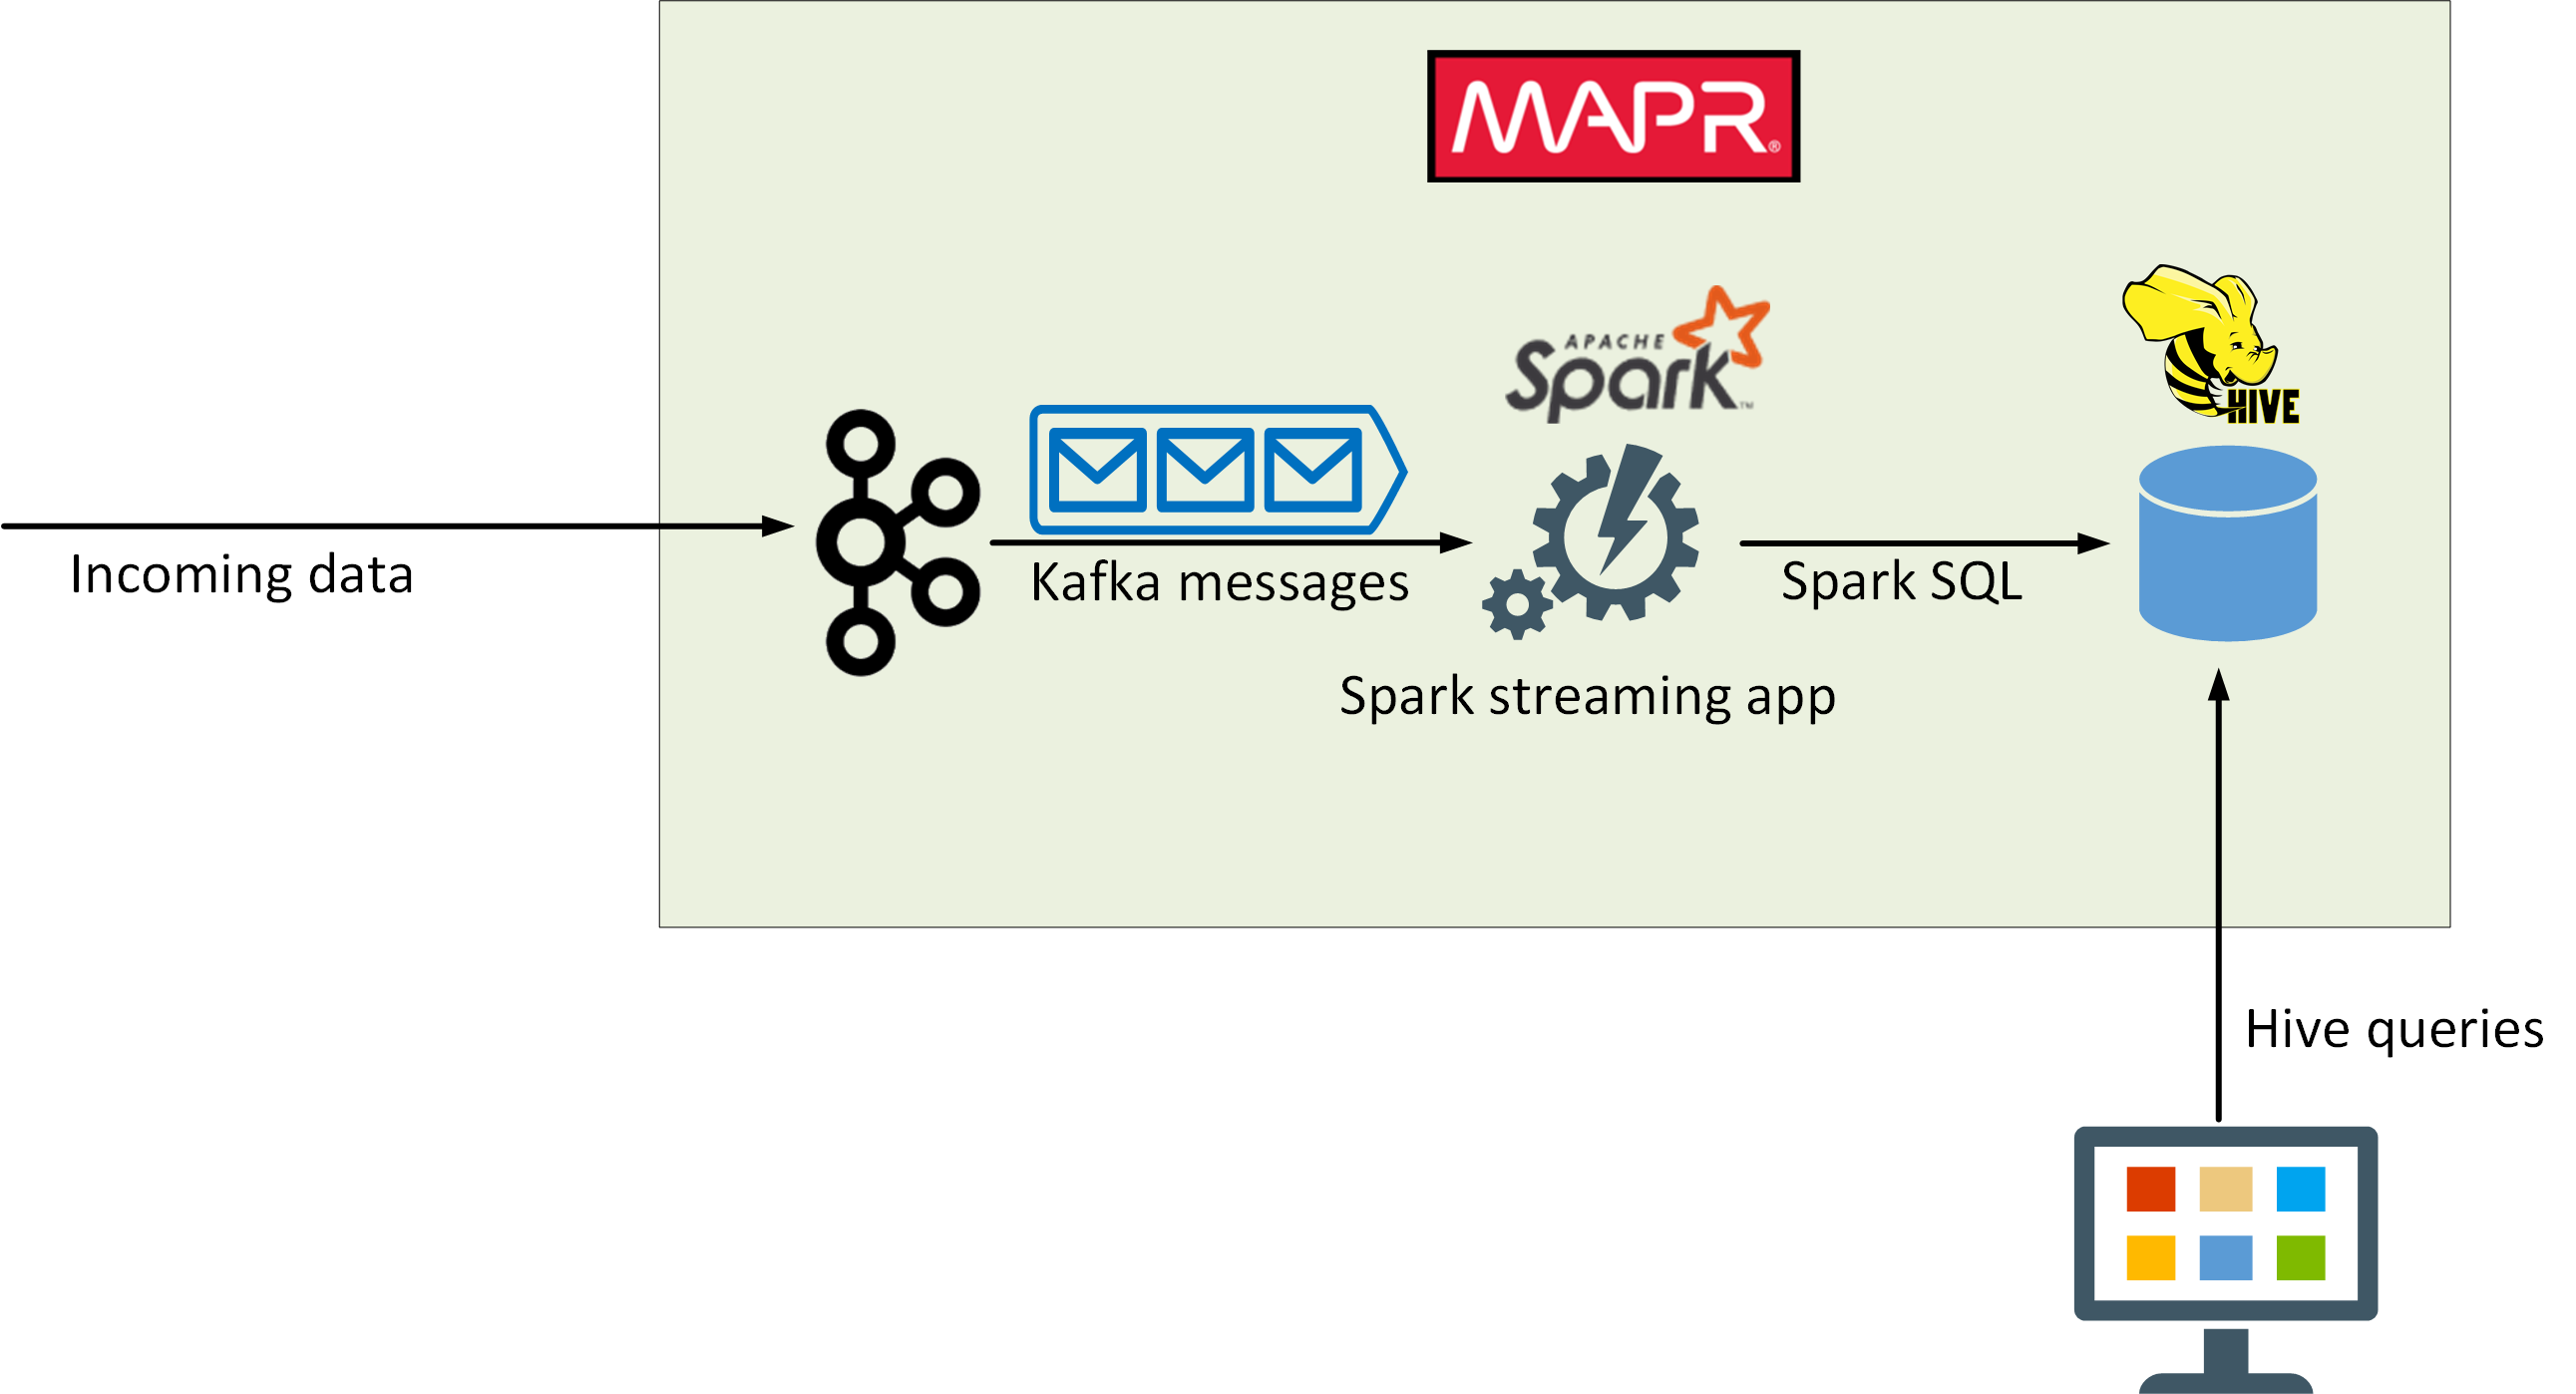 MAPR®
APACHE
Spark™
HIVE
Incoming data
Kafka messages
Spark SQL
Spark streaming app
Hive queries